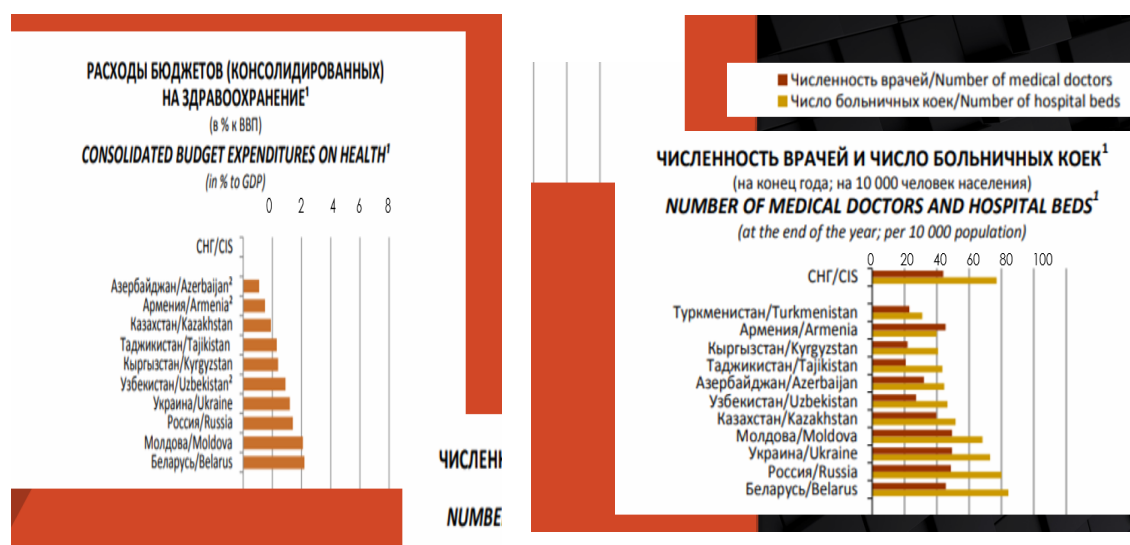 РАСХОДЫ БЮДЖЕТОВ (КОНСОЛИДИРОВАННЫХ)
НА ЗДРАВООХРАНЕНИЕ¹
(в % к ВВП)
CONSOLIDATED BUDGET EXPENDITURES ON HEALTH¹
(in % to GDP)
0 2 4 6 8
СНГ/CIS
Азербайджан/Azerbaijan²
Армения/Armenia²
Казахстан/Kazakhstan
Таджикистан/Tajikistan
Кыргызстан/Kyrgyzstan
Узбекистан/Uzbekistan²
Украина/Ukraine
Россия/Russia
Молдова/Moldova
Беларусь/Belarus
ЧИСЛЕНІ
NUMBE
Численность врачей/Number of medical doctors
Число больничных коек/Number of hospital beds
ЧИСЛЕННОСТЬ ВРАЧЕЙ И ЧИСЛО БОЛЬНИЧНЫХ КОЕК¹
(на конец года; на 10 000 человек населения)
NUMBER OF MEDICAL DOCTORS AND HOSPITAL BEDS¹
(at the end of the year; per 10 000 population)
0 20 40 60 80 100
СНГ/CIS
Туркменистан/Turkmenistan
Армения/Armenia
Кыргызстан/Kyrgyzstan
Таджикистан/Tajikistan
Азербайджан/Azerbaijan
Узбекистан/Uzbekistan
Казахстан/Kazakhstan
Молдова/Moldova
Украина/Ukraine
Россия/Russia
Беларусь/Belarus